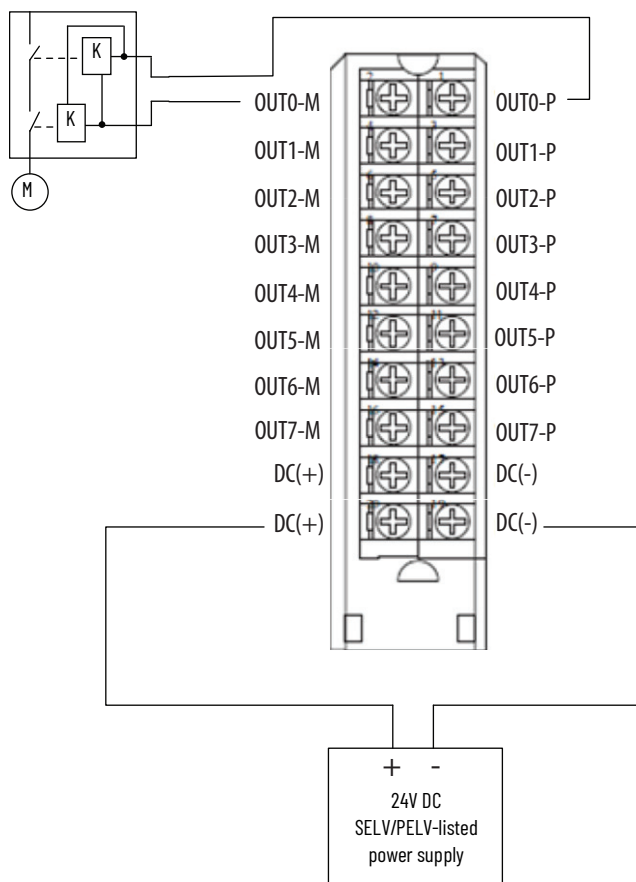 K
K
M
OUT0-M OUT0-P
OUT1-M OUT1-P
OUT2-M OUT2-P
OUT3-M OUT3-P
OUT4-M OUT4-P
OUT5-M OUT5-P
OUT6-M OUT6-P
OUT7-M OUT7-P
DC(+) DC(-)
DC(+) DC(-)
+ -
24V DC
SELV/PELV-listed
power supply